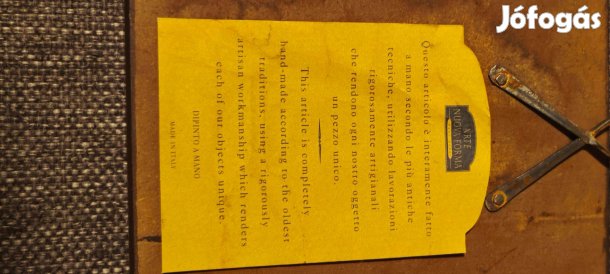 Jófogás
ARTE
NUOVA FORMA
Questo articolo è interamente fatto
a mano secondo le più antiche
tecniche, utilizzando lavorazioni
rigorosamente artigianali
che rendono ogni nostro oggetto
un pezzo unico.
This article is completely
hand-made according to the oldest
traditions, using a rigorously
artisan workmanship which renders
each of our objects unique.
DIPINTO A MANO
MADE IN ITALY